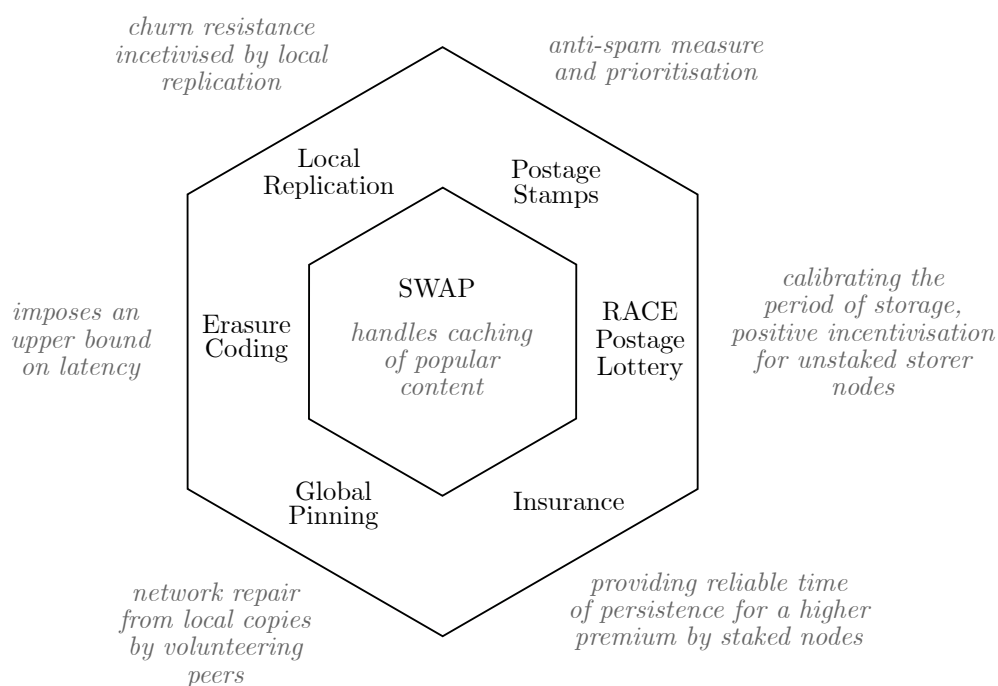 churn resistance
incetivised by local
replication
anti-spam measure
and prioritisation
Local
Replication
Postage
Stamps
SWAP
handles caching
of popular
content
Erasure
Coding
RACE
Postage
Lottery
imposes an
upper bound
on latency
calibrating the
period of storage,
positive incentivisation
for unstaked storer
nodes
Global
Pinning
Insurance
network repair
from local copies
by volunteering
peers
providing reliable time
of persistence for a higher
premium by staked nodes